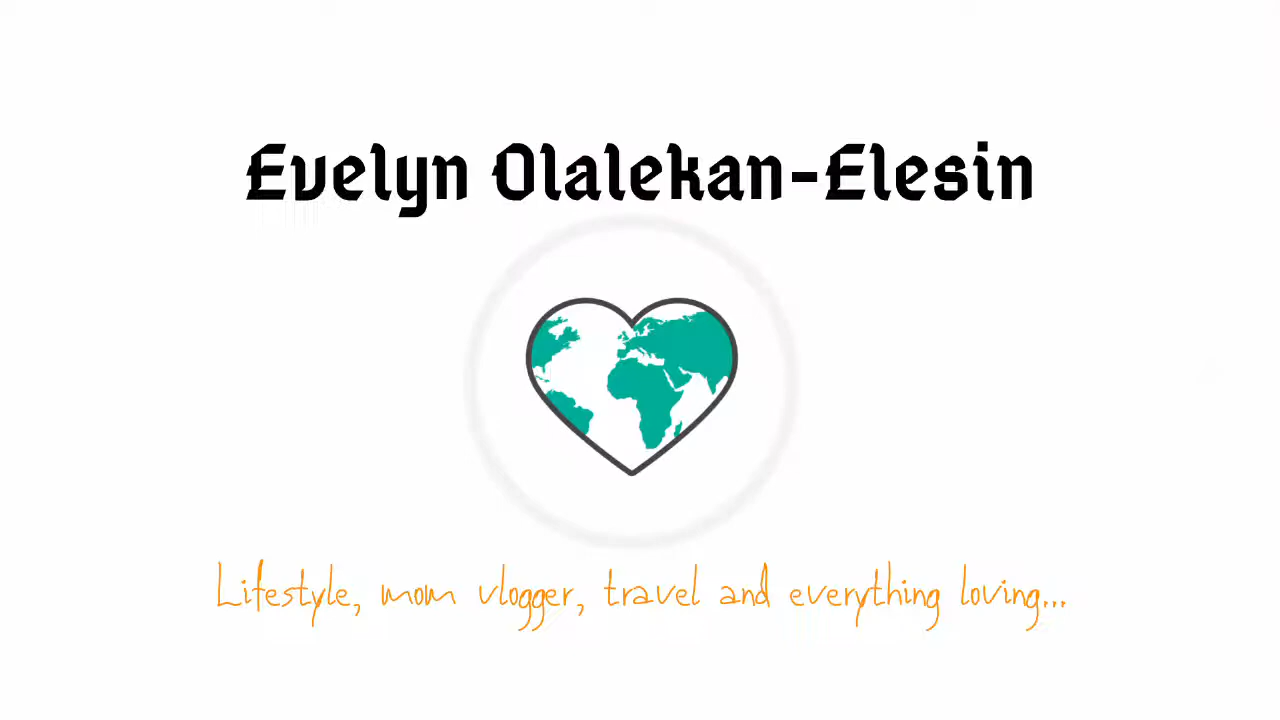 Evelyn Olalekan-Elesin
Lifestyle, mom vlogger, travel and everything loving...